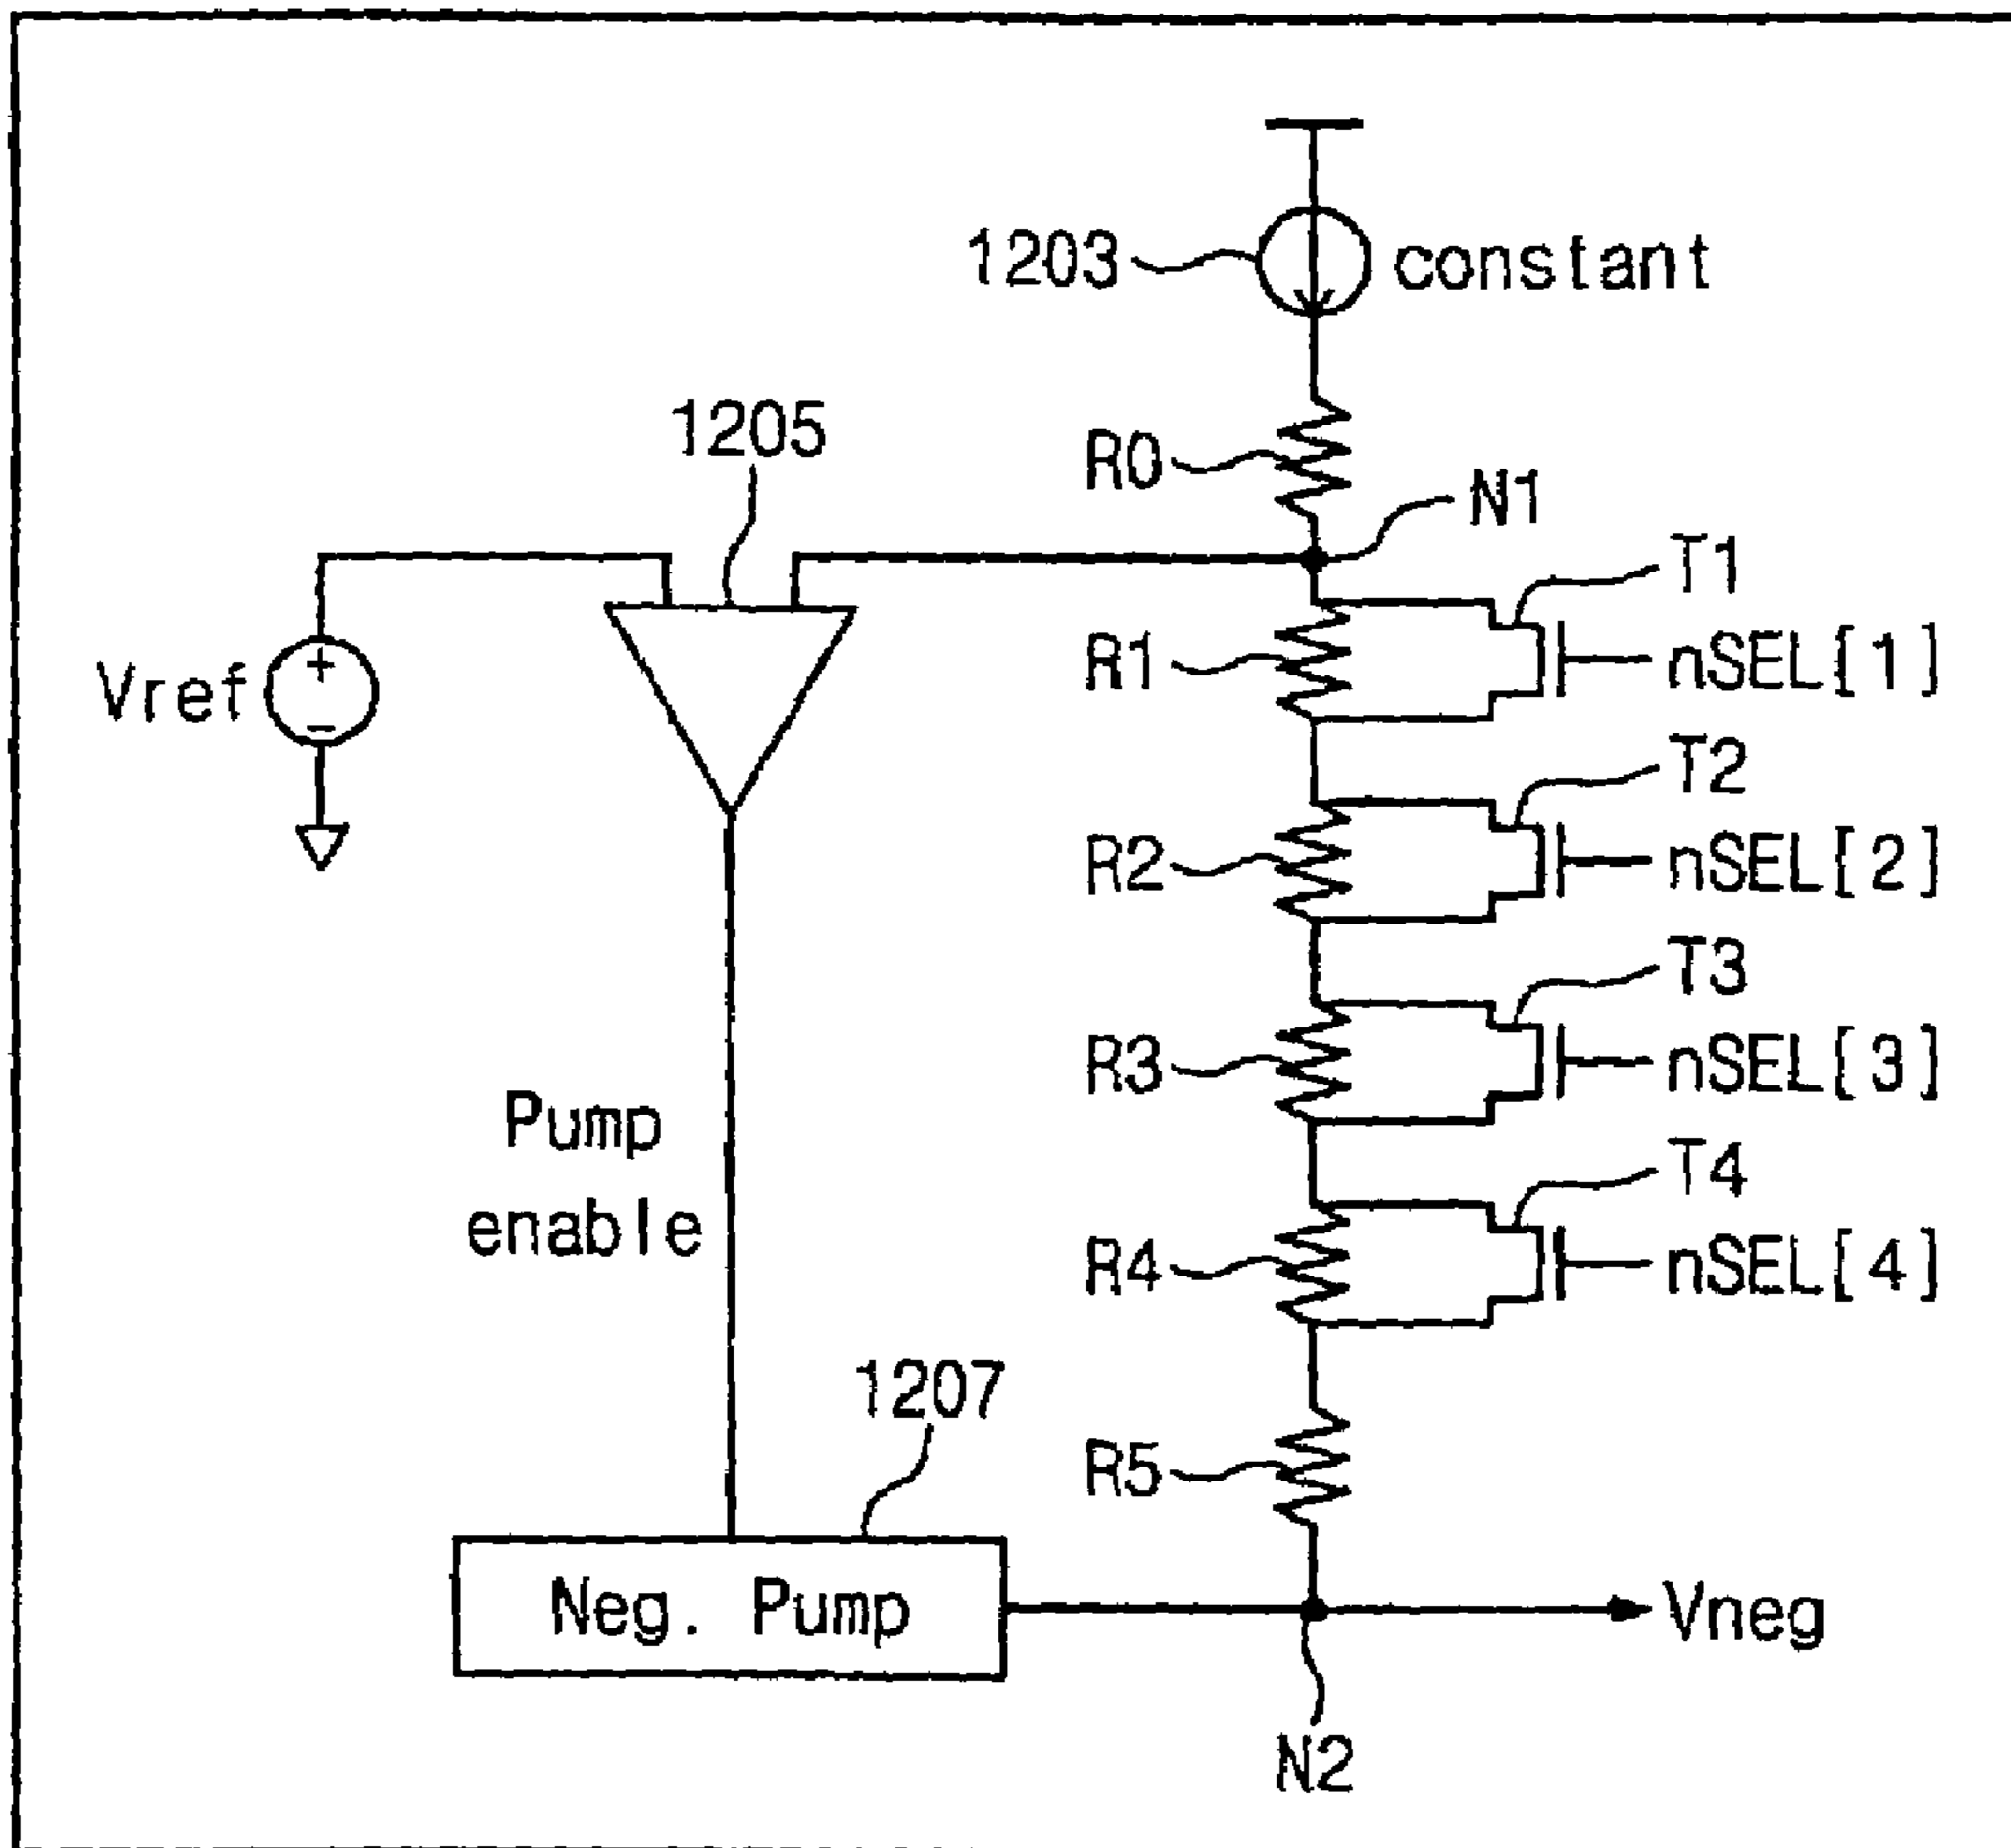 1203
constant
1205
R0
N1
T1
Vref
R1
nSEL[1]
T2
R2
nSEL[2]
T3
R3
nSEL[3]
Pump
enable
T4
R4
nSEL[4]
1207
R5
Neg. Pump
Vneg
N2